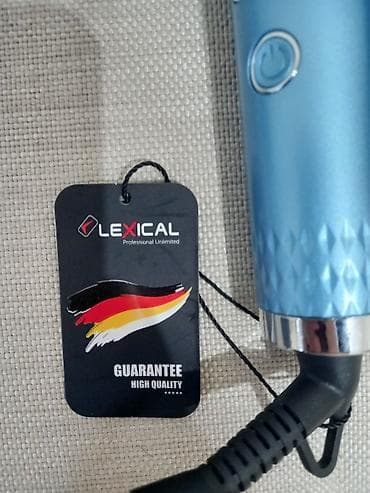 LEXICAL
Professional Unlimited
GUARANTEE
HIGH QUALITY